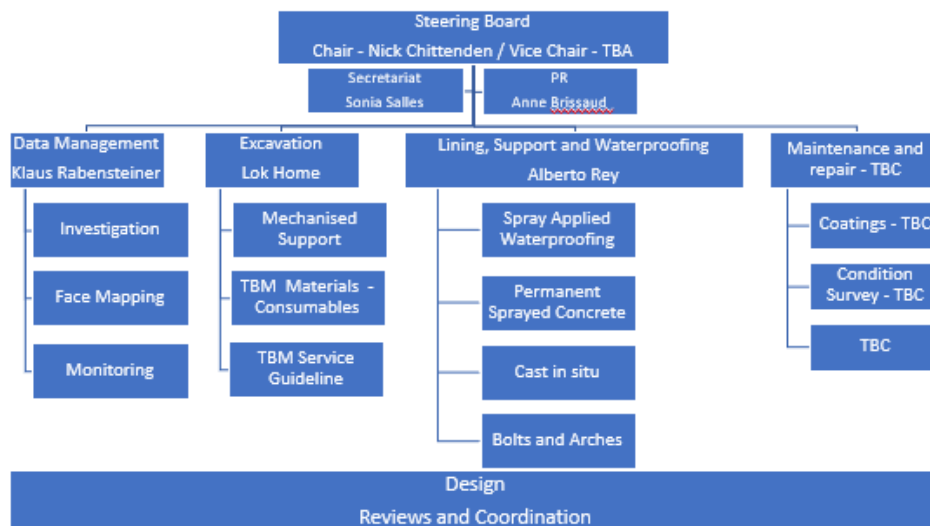 Steering Board
Chair - Nick Chittenden / Vice Chair - TBA
Secretariat
Sonia Salles
PR
Anne Brissaud
Data Management
Klaus Rabensteiner
Investigation
Face Mapping
Monitoring
Excavation
Lok Home
Mechanised
Support
TBM Materials -
Consumables
TBM Service
Guideline
Lining, Support and Waterproofing
Alberto Rey
Spray Applied
Waterproofing
Permanent
Sprayed Concrete
Cast in situ
Bolts and Arches
Maintenance and
repair - TBC
Coatings - TBC
Condition
Survey - TBC
TBC
Design
Reviews and Coordination